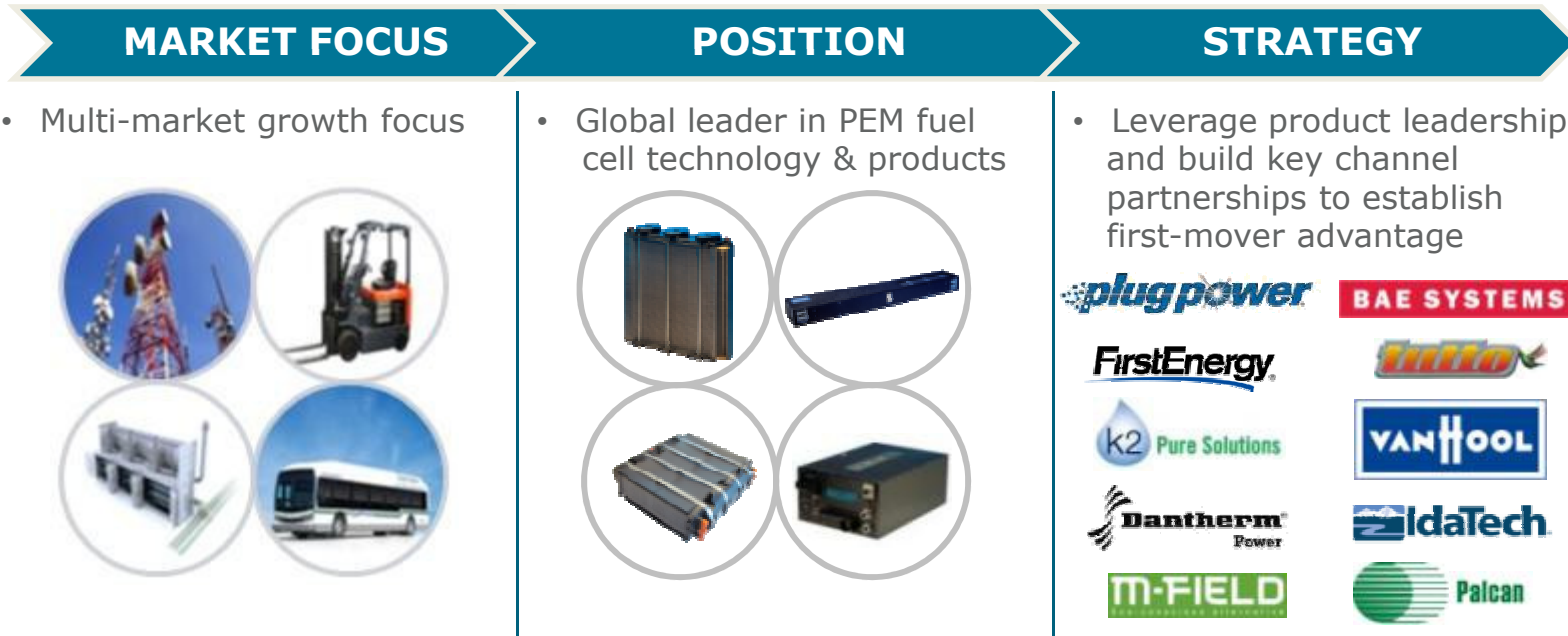 MARKET FOCUS
POSITION
STRATEGY
• Multi-market growth focus
• Global leader in PEM fuel
cell technology & products
• Leverage product leadership
and build key channel
partnerships to establish
first-mover advantage
plug power
BAE SYSTEMS
FirstEnergy
tutto
k2 Pure Solutions
VANHOOL
Dantherm
Power
IdaTech
m-FIELD
Palcan